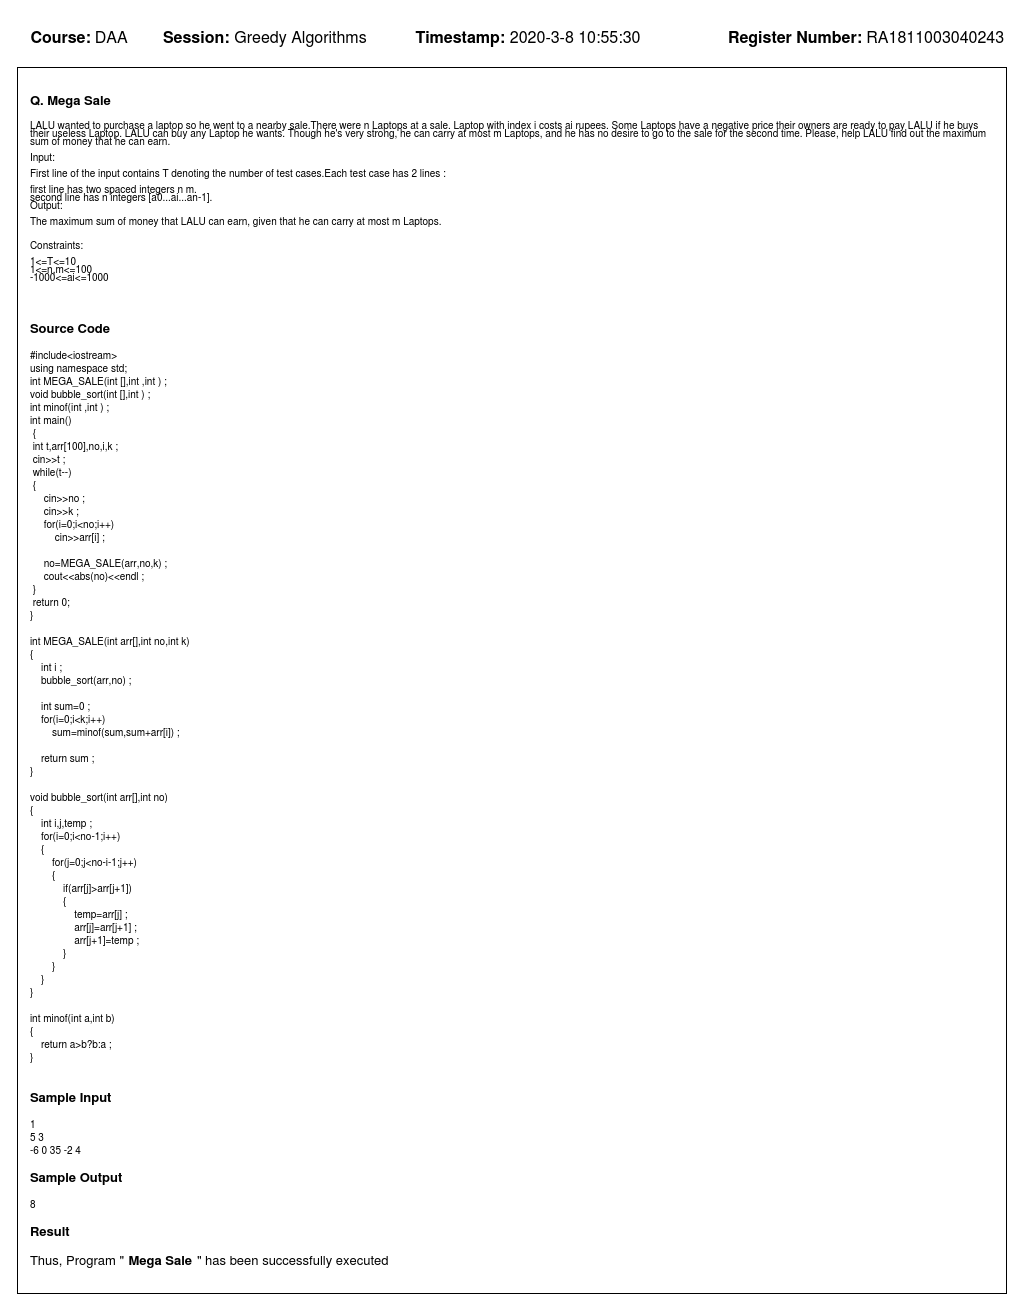 Course: DAA Session: Greedy Algorithms Timestamp: 2020-3-8 10:55:30 Register Number: RA1811003040243
Q. Mega Sale
LALU wanted to purchase a laptop so he went to a nearby sale.There were n Laptops at a sale. Laptop with index i costs ai rupees. Some Laptops have a negative price their owners are ready to pay LALU if he buys
their useless Laptop. LALU can buy any Laptop he wants. Though he's very strong, he can carry at most m Laptops, and he has no desire to go to the sale for the second time. Please, help LALU find out the maximum
sum of money that he can earn.
Input:
First line of the input contains T denoting the number of test cases.Each test case has 2 lines :
first line has two spaced integers n m.
second line has n integers [a0...ai...an-1].
Output:
The maximum sum of money that LALU can earn, given that he can carry at most m Laptops.
Constraints:
1<=T<=10
1<=n,m<=100
-1000<=ai<=1000
Source Code
#include<iostream>
using namespace std;
int MEGA_SALE(int [],int ,int ) ;
void bubble_sort(int [],int ) ;
int minof(int ,int ) ;
int main()
{
int t,arr[100],no,i,k ;
cin>>t ;
while(t--)
{
cin>>no ;
cin>>k ;
for(i=0;i<no;i++)
cin>>arr[i] ;
no=MEGA_SALE(arr,no,k) ;
cout<<abs(no)<<endl ;
}
return 0;
}
int MEGA_SALE(int arr[],int no,int k)
{
int i ;
bubble_sort(arr,no) ;
int sum=0 ;
for(i=0;i<k;i++)
sum=minof(sum,sum+arr[i]) ;
return sum ;
}
void bubble_sort(int arr[],int no)
{
int i,j,temp ;
for(i=0;i<no-1;i++)
{
for(j=0;j<no-i-1;j++)
{
if(arr[j]>arr[j+1])
{
temp=arr[j] ;
arr[j]=arr[j+1] ;
arr[j+1]=temp ;
}
}
}
}
int minof(int a,int b)
{
return a>b?b:a ;
}
Sample Input
1
5 3
-6 0 35 -2 4
Sample Output
8
Result
Thus, Program " Mega Sale " has been successfully executed